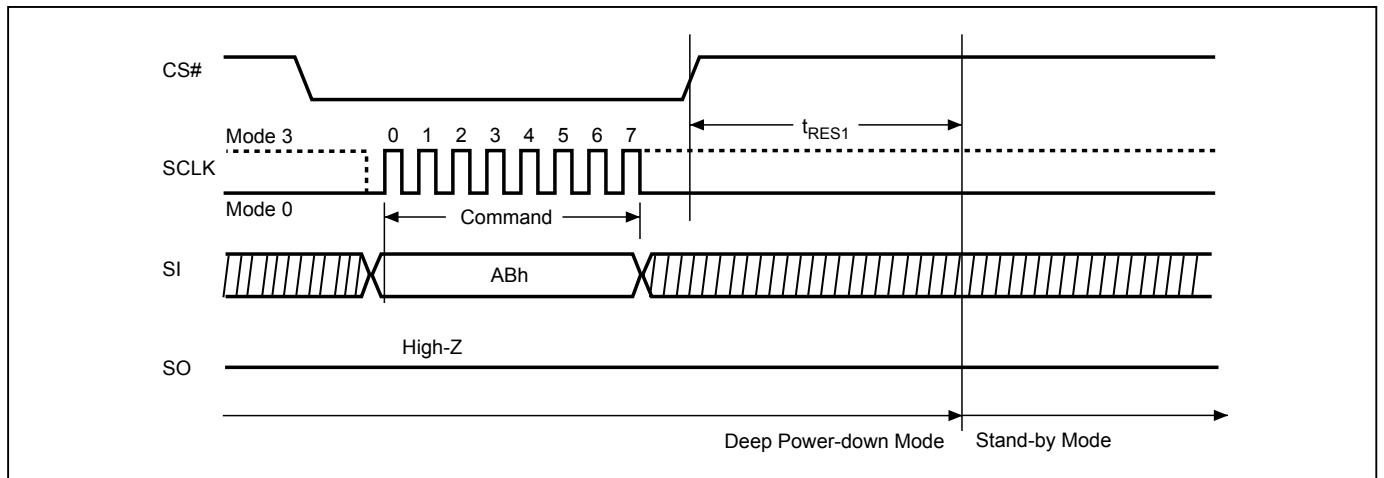 CS#
tRES1
Mode 3
0 1 2 3 4 5 6 7
SCLK
Mode 0
Command
SI
ABh
High-Z
SO
Deep Power-down Mode
Stand-by Mode